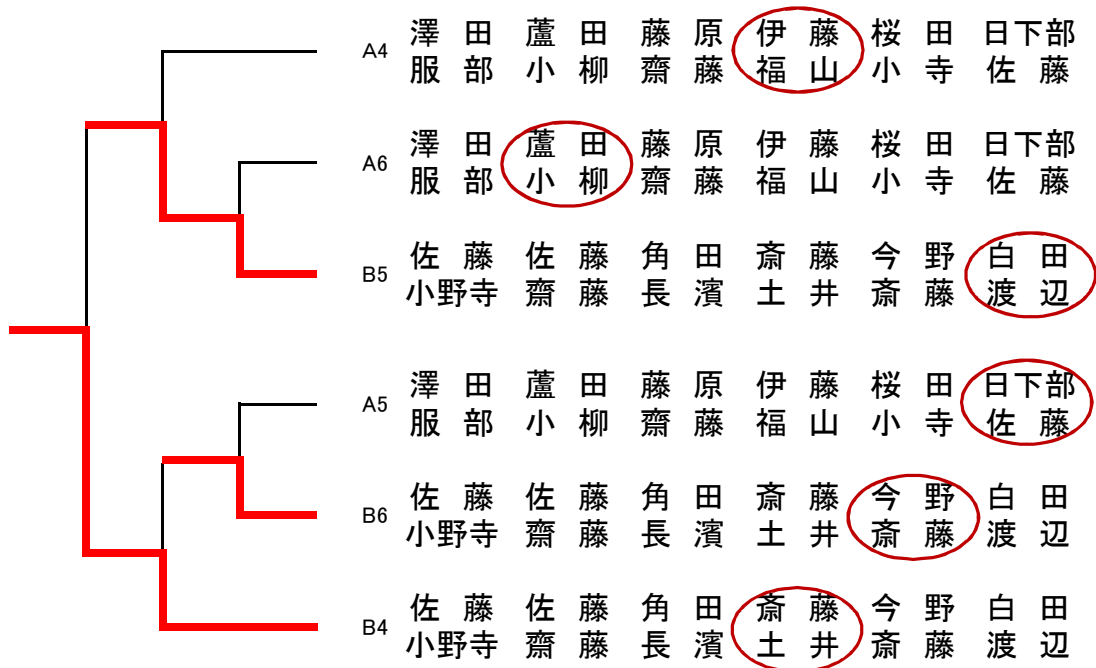 澤 田 蘆 田 藤 原 伊 藤 桜 田 日下部
A4
服 部 小 柳 齋 藤 福 山 小 寺 佐 藤
澤 田 蘆 田 藤 原 伊 藤 桜 田 日下部
A6
服 部 小 柳 齋 藤 福 山 小 寺 佐 藤
佐 藤 佐 藤 角 田 斎 藤 今 野 白 田
B5
小野寺 齋 藤 長 濱 土 井 斎 藤 渡 辺
澤 田 蘆 田 藤 原 伊 藤 桜 田 日下部
A5
服 部 小 柳 齋 藤 福 山 小 寺 佐 藤
佐 藤 佐 藤 角 田 斎 藤 今 野 白 田
B6
小野寺 齋 藤 長 濱 土 井 斎 藤 渡 辺
佐 藤 佐 藤 角 田 斎 藤 今 野 白 田
B4
小野寺 齋 藤 長 濱 土 井 斎 藤 渡 辺